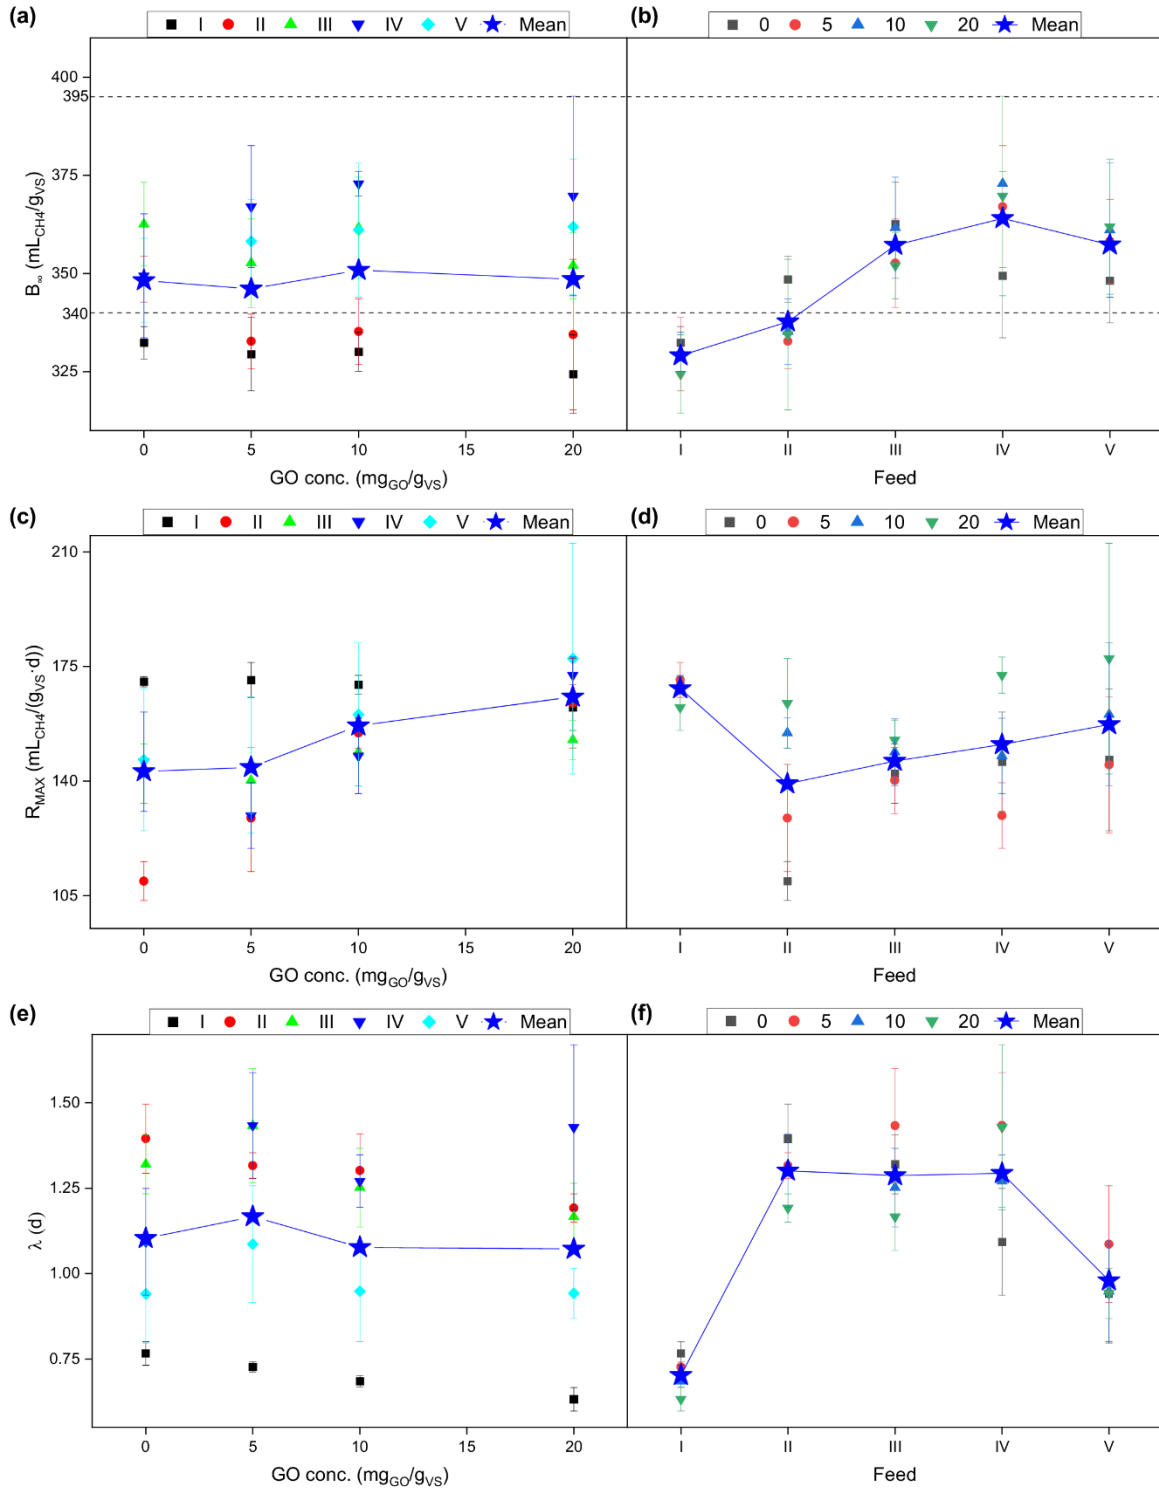 (a) I II III IV V Mean
(b) 0 5 10 20 Mean
400
395
375
350
340
325
B∞ (mLCH4/gVS)
0 5 10 15 20
GO conc. (mgGO/gVS)
I II III IV V
Feed
(c) I II III IV V Mean
(d) 0 5 10 20 Mean
210
175
140
105
RMAX (mLCH4/(gVS·d))
0 5 10 15 20
GO conc. (mgGO/gVS)
I II III IV V
Feed
(e) I II III IV V Mean
(f) 0 5 10 20 Mean
1.50
1.25
1.00
0.75
λ (d)
0 5 10 15 20
GO conc. (mgGO/gVS)
I II III IV V
Feed